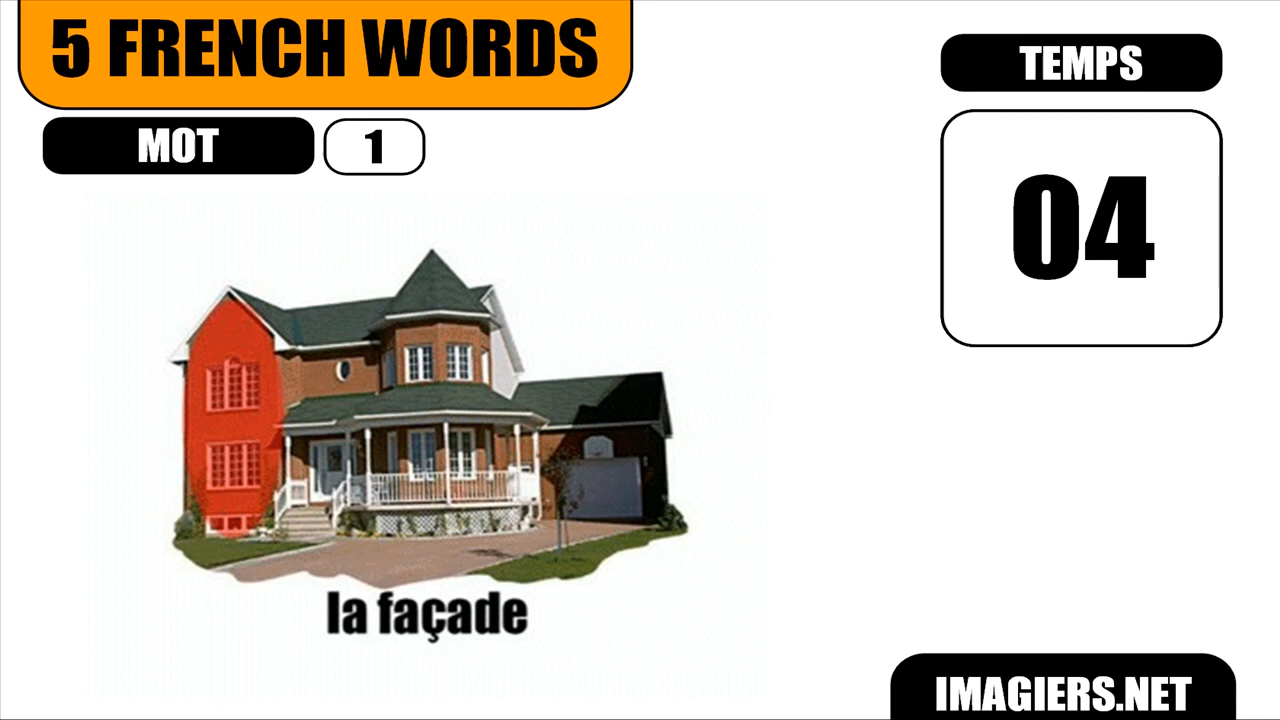 5 FRENCH WORDS
TEMPS
MOT 1
04
la façade
IMAGIERS.NET